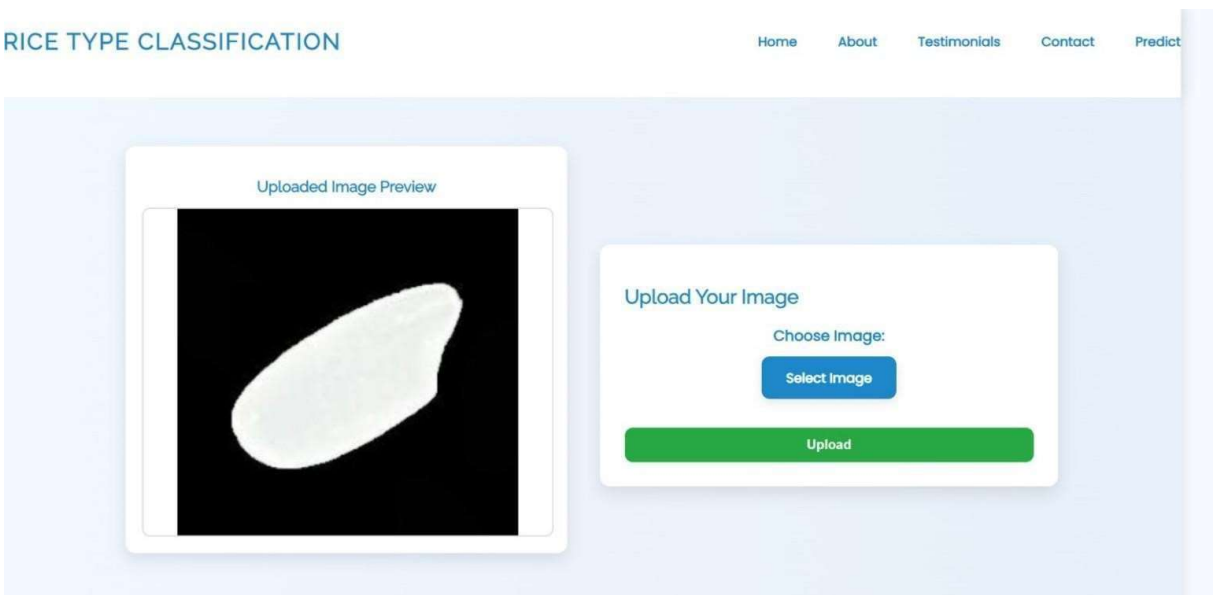 RICE TYPE CLASSIFICATION
Home About Testimonials Contact Predict
Uploaded Image Preview
Upload Your Image
Choose Image:
Select Image
Upload